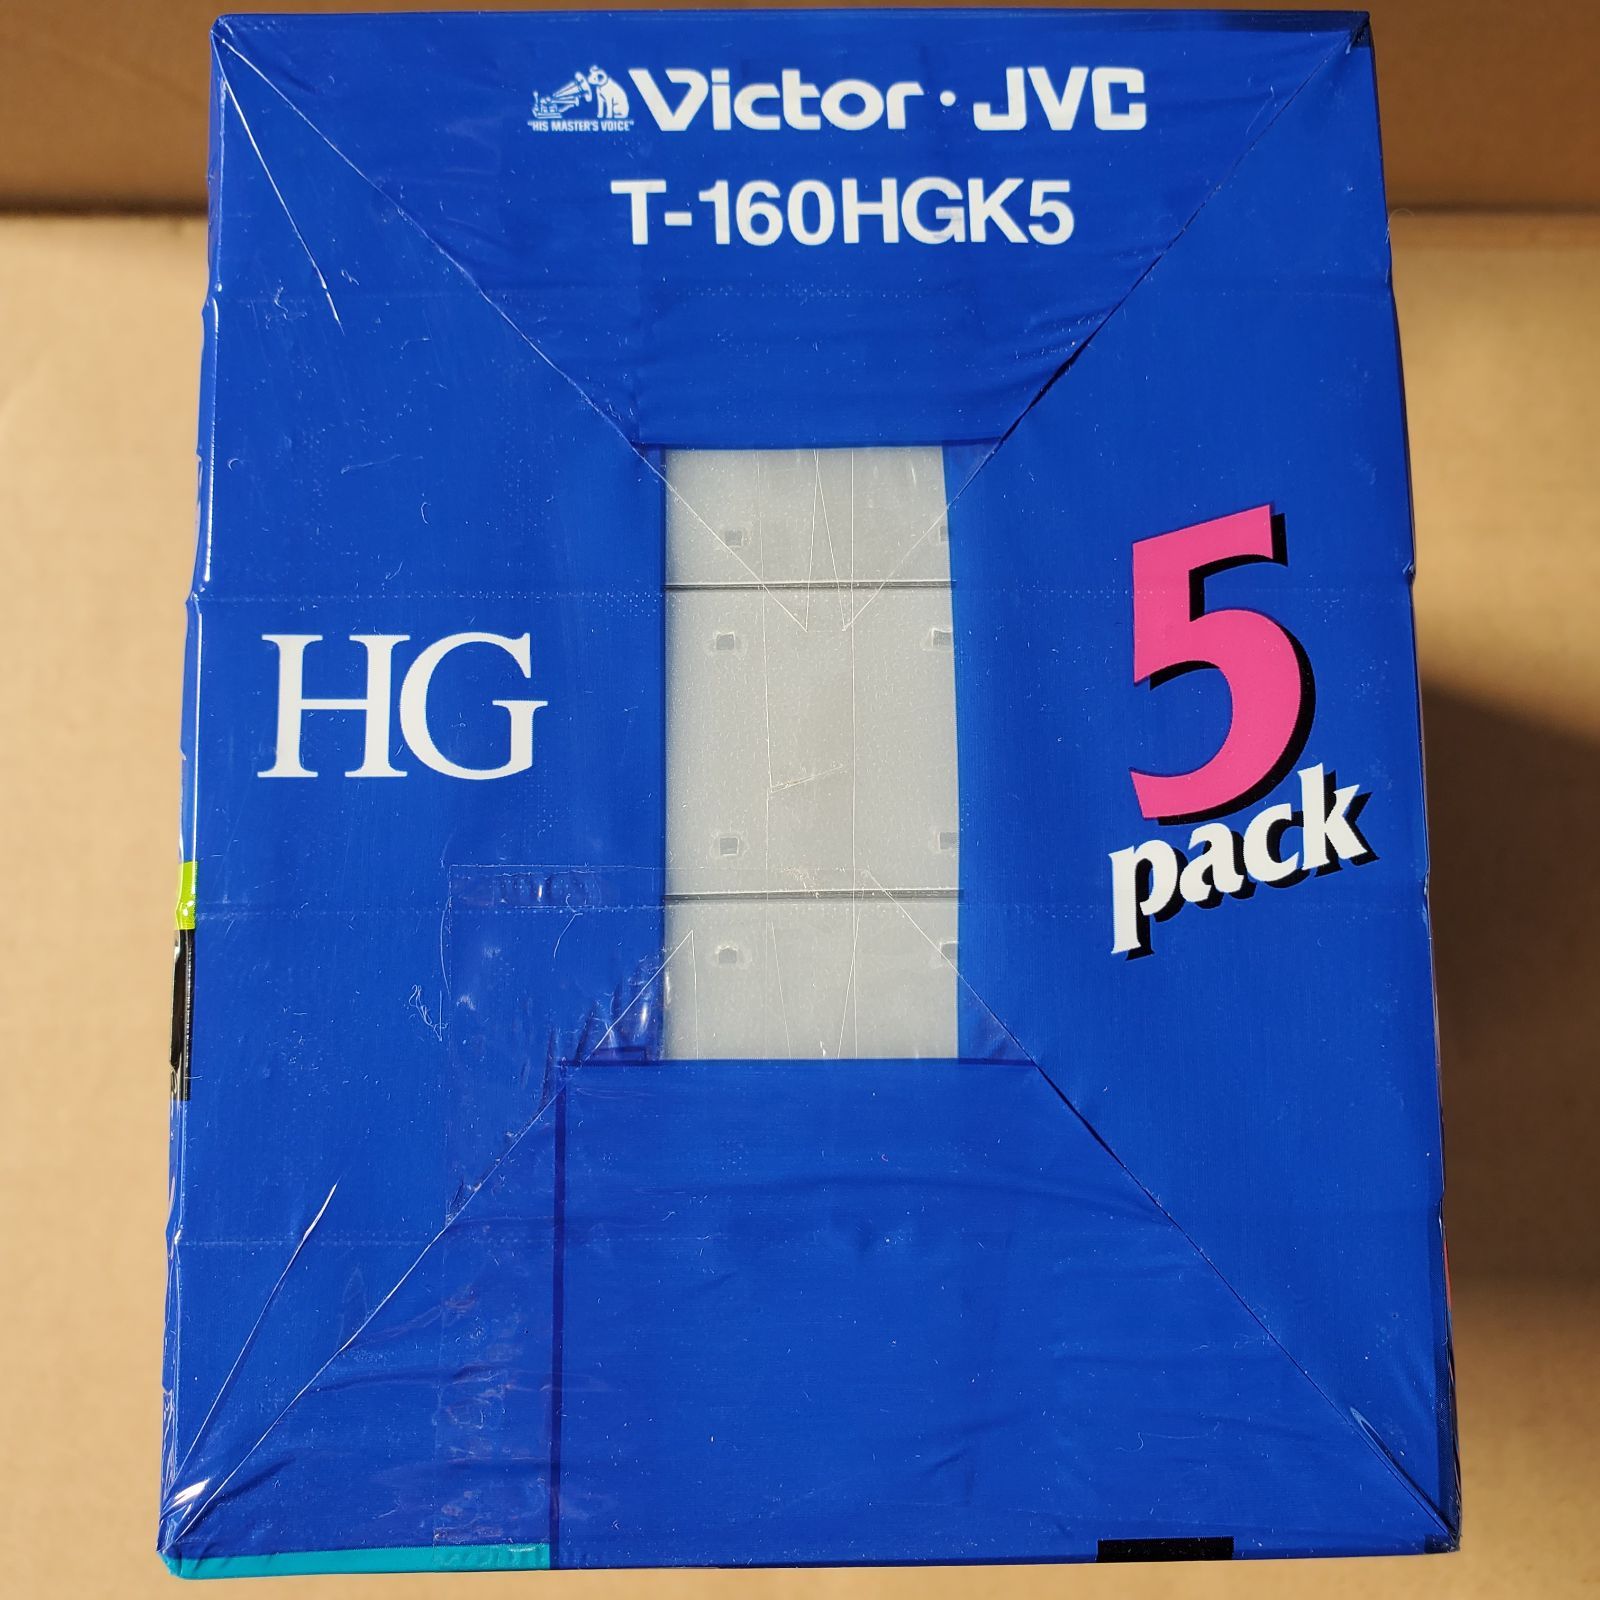 "HIS MASTER'S VOICE"
Victor · JVC
T-160HGK5
HG
5
pack